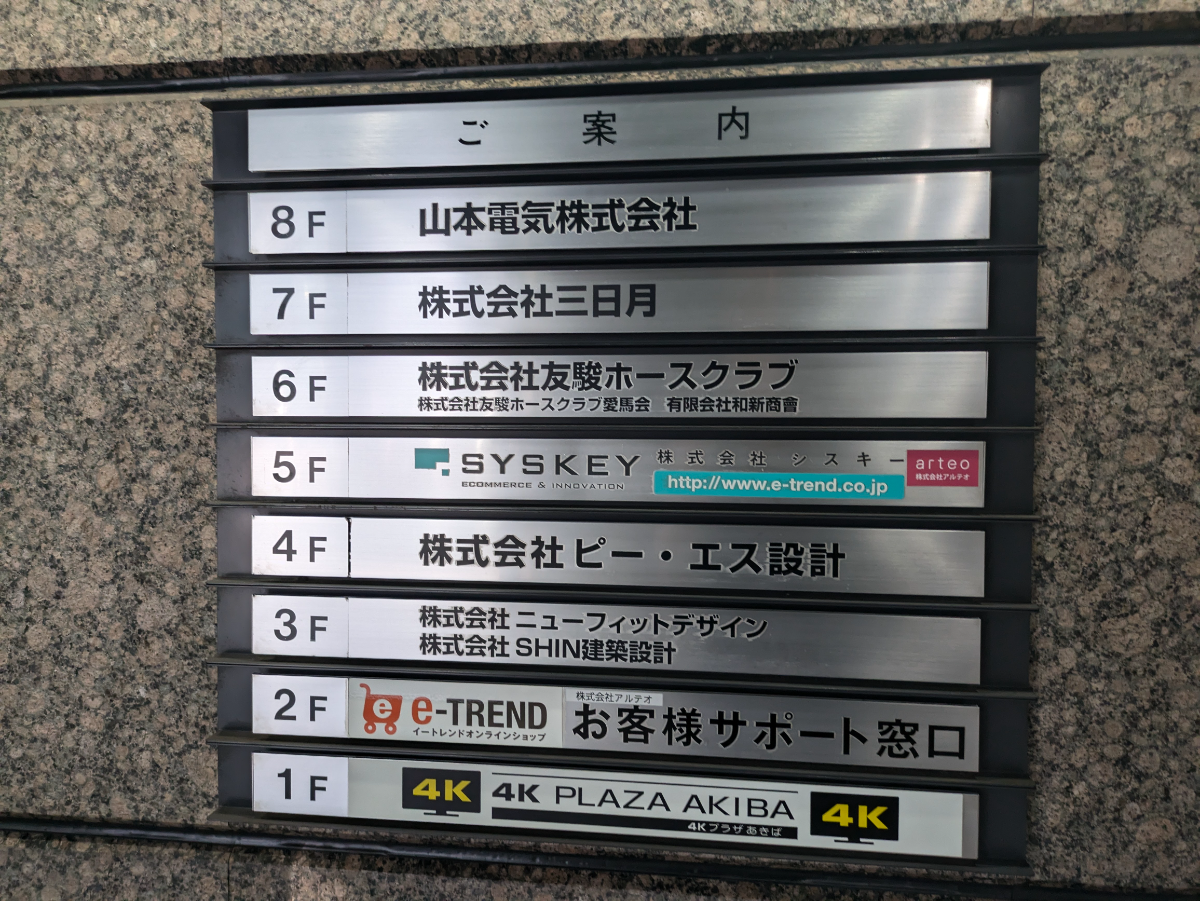 ご案内
8F 山本電気株式会社
7F 株式会社三日月
6F 株式会社友駿ホースクラブ
株式会社友駿ホースクラブ愛馬会 有限会社和新商會
5F SYSKEY 株式会社 シスキー arteo
ECOMMERCE & INNOVATION http://www.e-trend.co.jp 株式会社アルテオ
4F 株式会社 ピー・エス設計
3F 株式会社 ニューフィットデザイン
株式会社 SHIN建築設計
株式会社アルテオ
2F e e-TREND お客様サポート窓口
イートレンドオンラインショップ
1F 4K 4K PLAZA AKIBA 4K
4Kプラザあきば